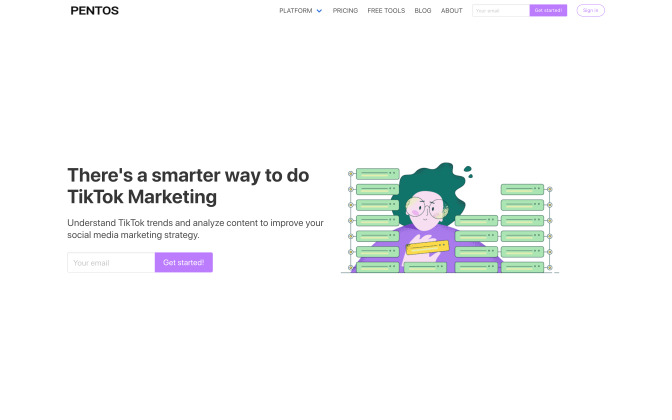 PENTOS
PLATFORM
PRICING
FREE TOOLS
BLOG
ABOUT
Your email
Get started!
Sign in
There's a smarter way to do
TikTok Marketing
Understand TikTok trends and analyze content to improve your
social media marketing strategy.
Your email
Get started!